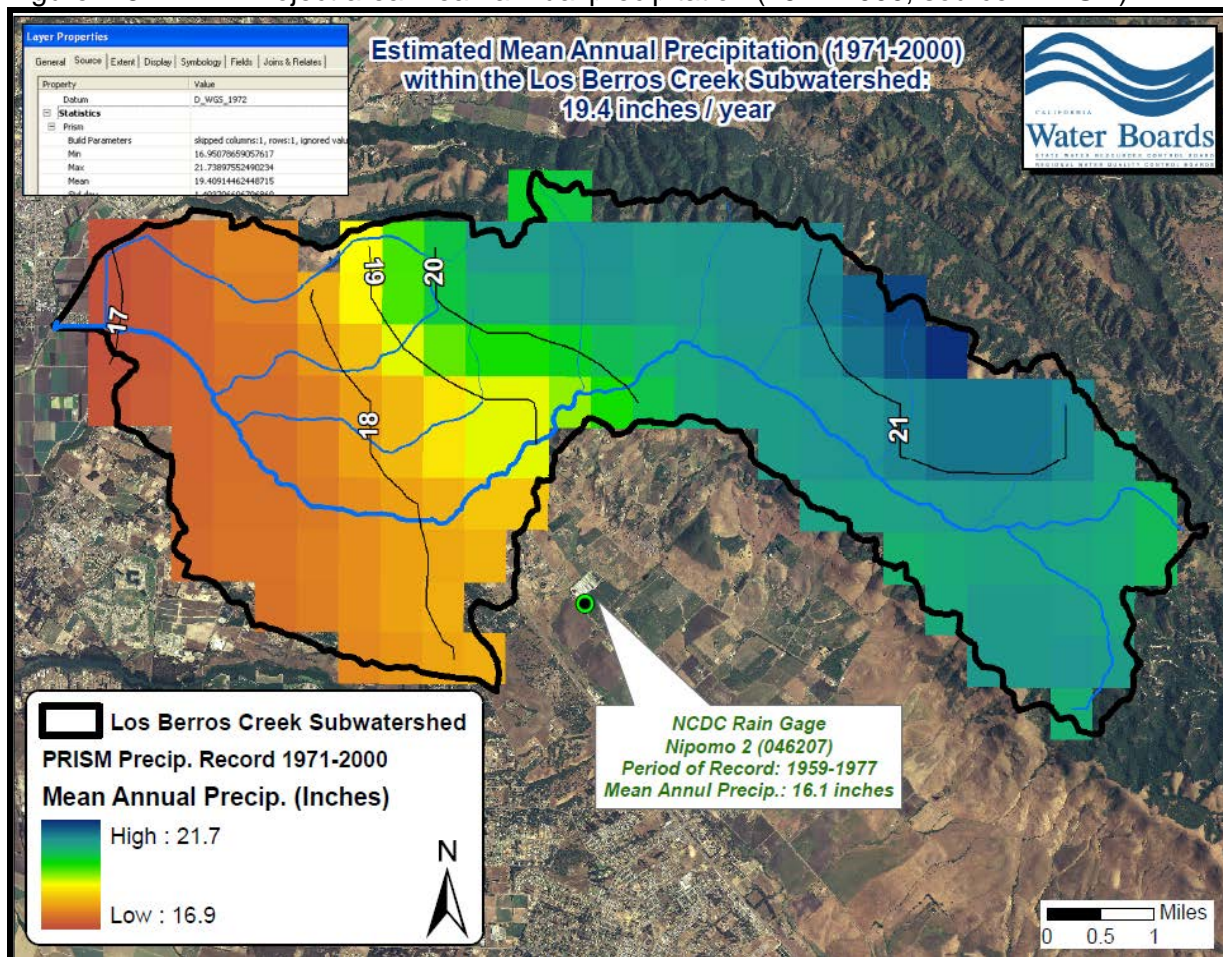 Layer Properties
General Source Extent Display Symbology Fields Joins & Relates
Property Value
Datum D_WGS_1972
Statistics
Prism
Build Parameters skipped columns:1, rows:1, ignored valu
Min 16.95078659057617
Max 21.73897552490234
Mean 19.40914462448715
Estimated Mean Annual Precipitation (1971-2000)
within the Los Berros Creek Subwatershed:
19.4 inches / year
CALIFORNIA
Water Boards
STATE WATER RESOURCES CONTROL BOARD
REGIONAL WATER QUALITY CONTROL BOARDS
17
18
19
20
21
NCDC Rain Gage
Nipomo 2 (046207)
Period of Record: 1959-1977
Mean Annul Precip.: 16.1 inches
Los Berros Creek Subwatershed
PRISM Precip. Record 1971-2000
Mean Annual Precip. (Inches)
High : 21.7
Low : 16.9
N
Miles
0 0.5 1